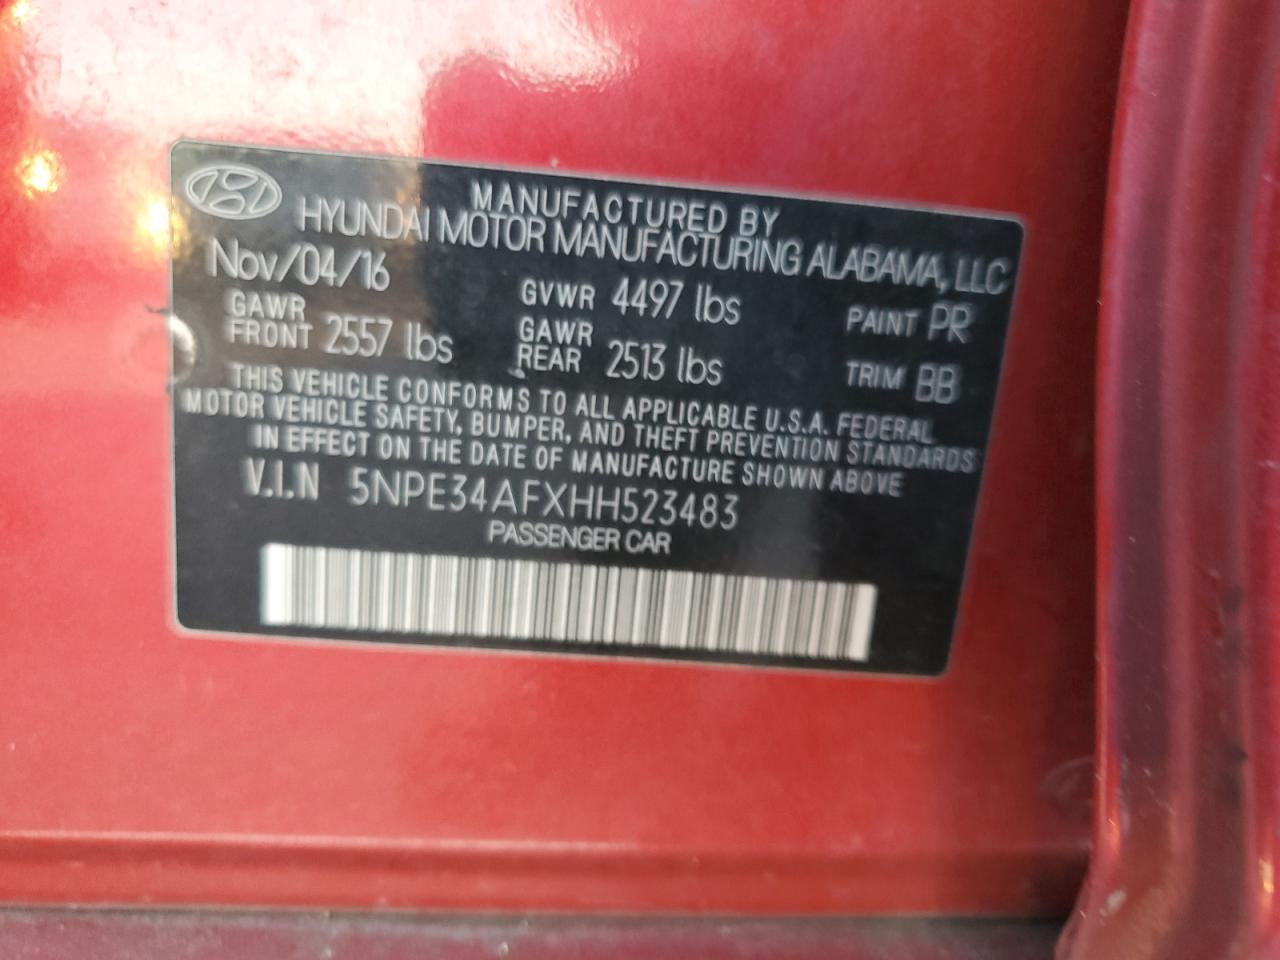 MANUFACTURED BY
HYUNDAI MOTOR MANUFACTURING ALABAMA, LLC
Nov/04/16 GVWR 4497 lbs PAINT PR
GAWR FRONT 2557 lbs GAWR REAR 2513 lbs TRIM BB
THIS VEHICLE CONFORMS TO ALL APPLICABLE U.S.A. FEDERAL
MOTOR VEHICLE SAFETY, BUMPER, AND THEFT PREVENTION STANDARDS
IN EFFECT ON THE DATE OF MANUFACTURE SHOWN ABOVE
V.I.N 5NPE34AFXHH523483
PASSENGER CAR